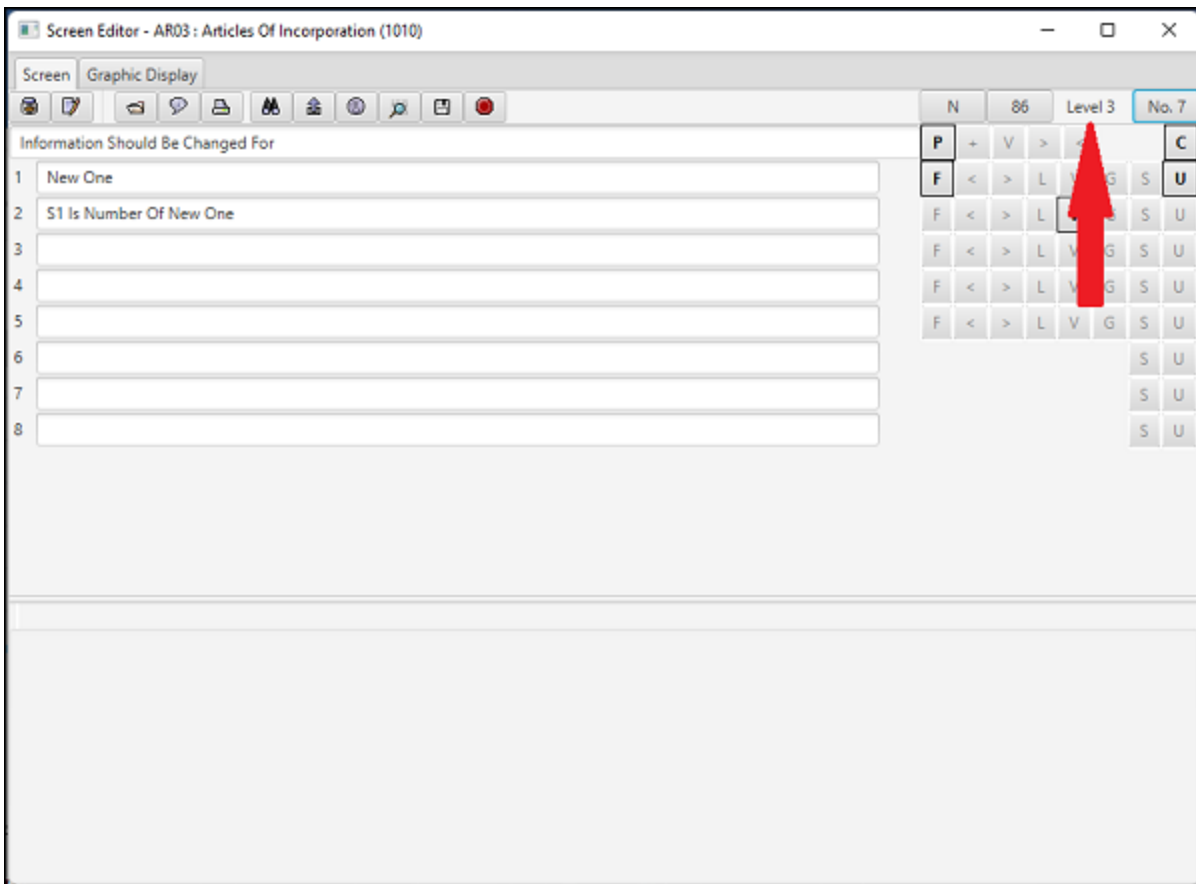 Screen Editor - AR03 : Articles Of Incorporation (1010)
Screen Graphic Display
N 86 Level 3 No. 7
Information Should Be Changed For P + V > < C
1 New One F < > L V G S U
2 S1 Is Number Of New One F < > L S U
3 F < > L V G S U
4 F < > L V G S U
5 F < > L V G S U
6 S U
7 S U
8 S U